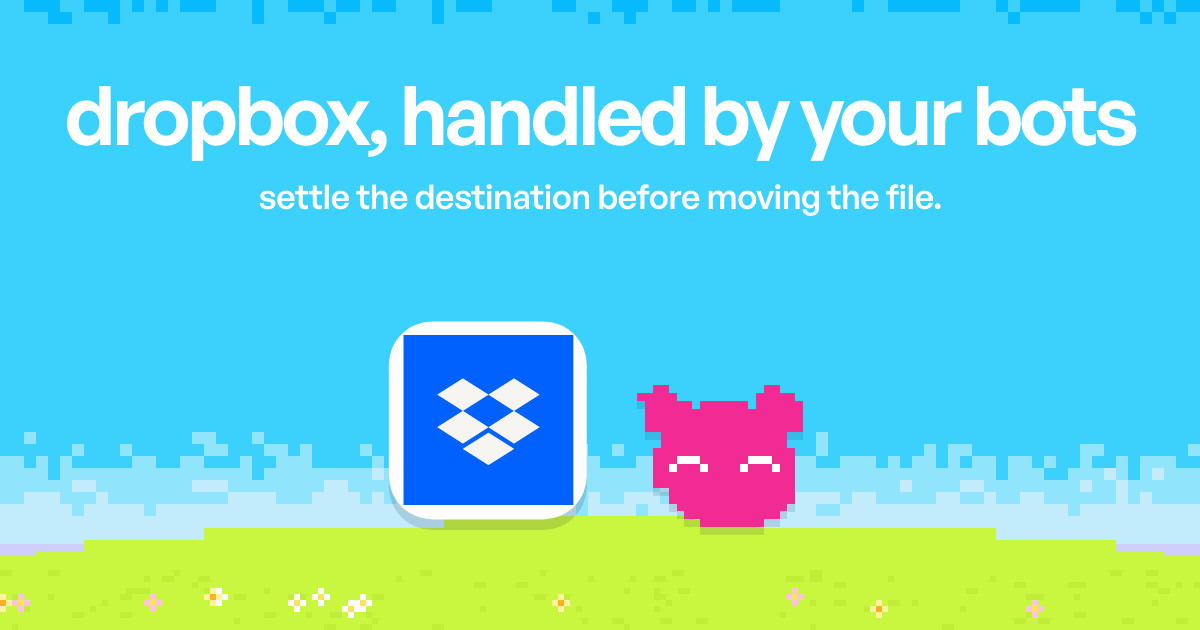 dropbox, handled by your bots
settle the destination before moving the file.